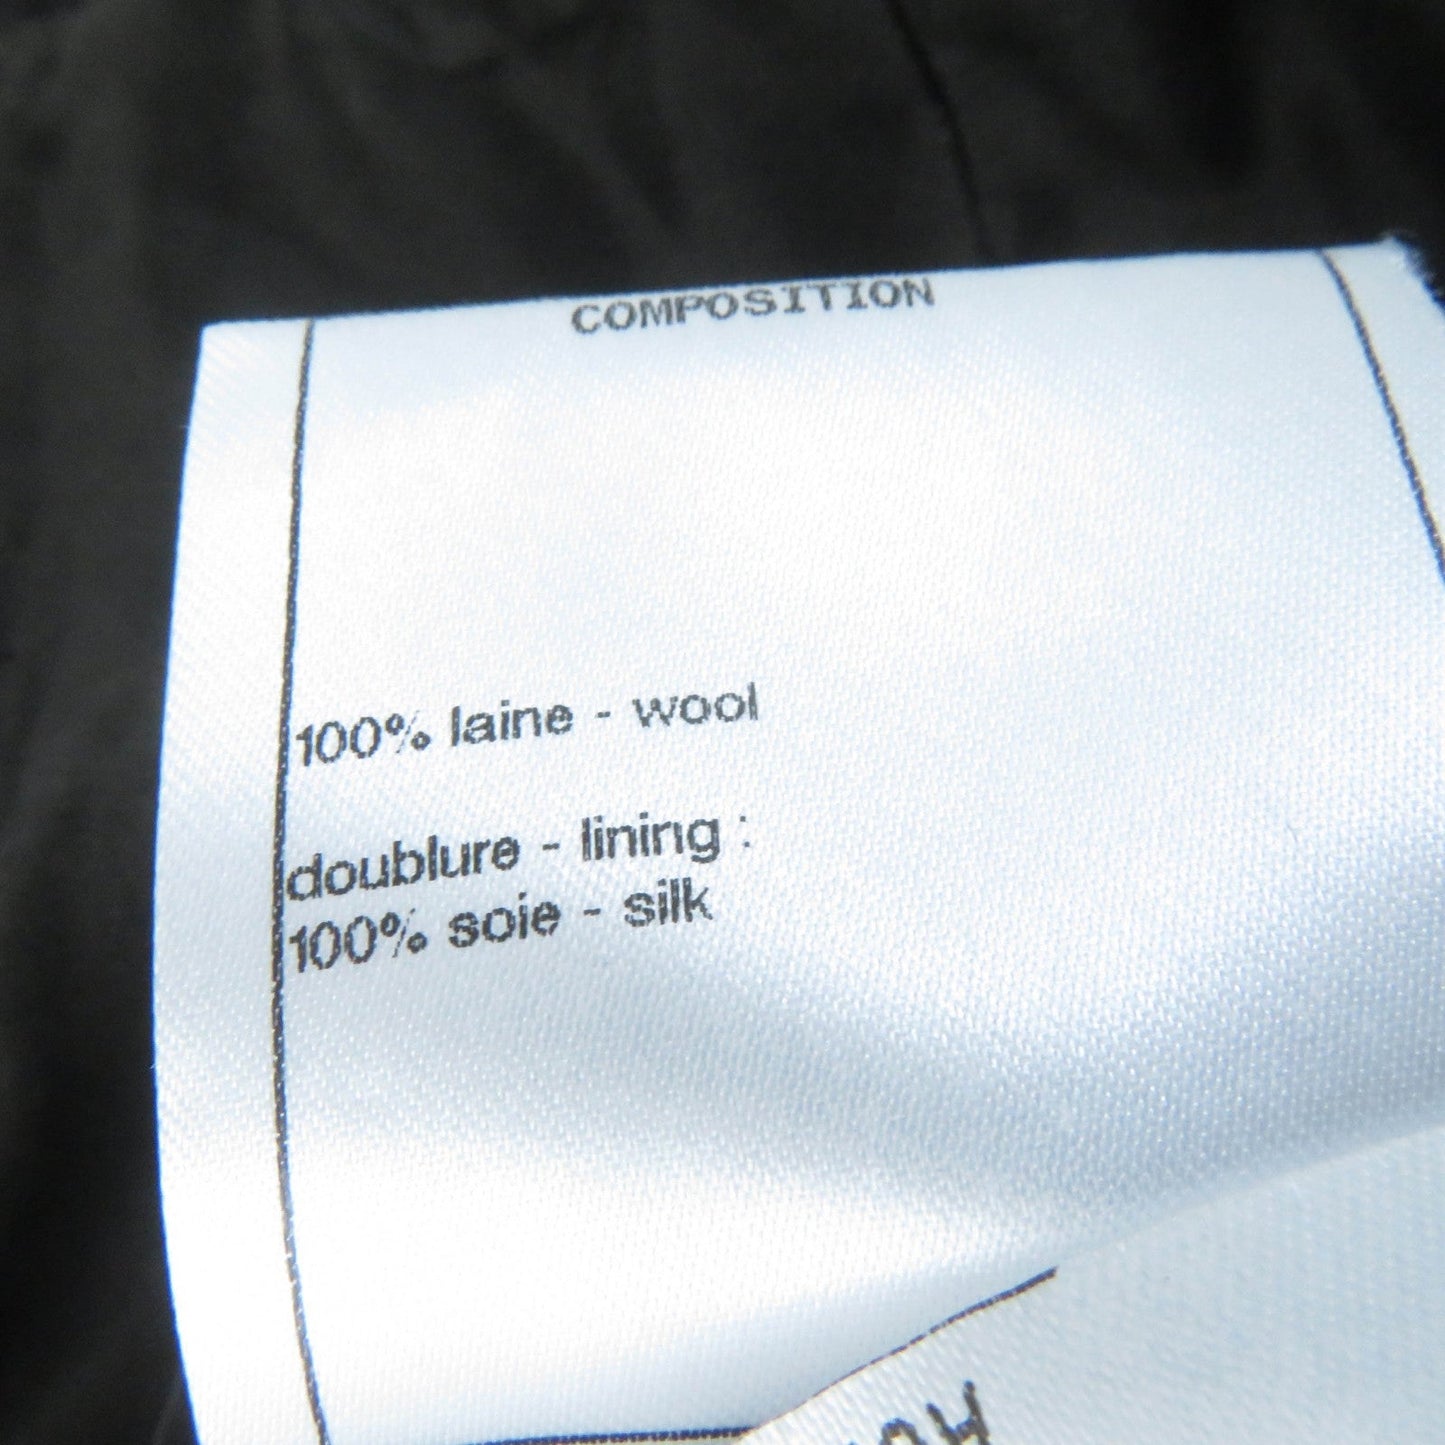 COMPOSITION
100% laine - wool
doublure - lining :
100% soie - silk